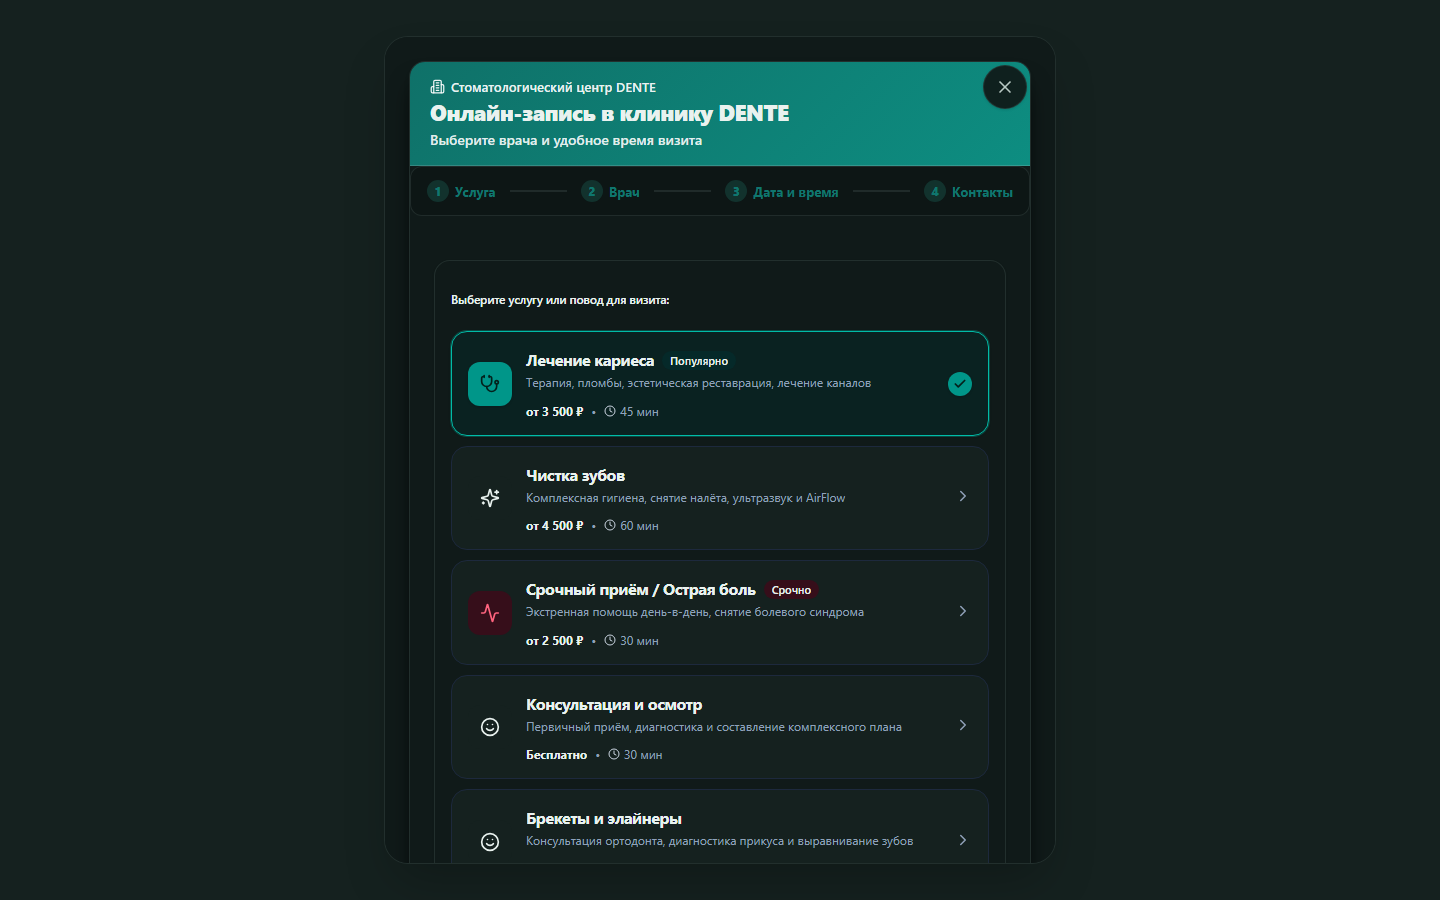 Стоматологический центр DENTE
Онлайн-запись в клинику DENTE
Выберите врача и удобное время визита
1 Услуга 2 Врач 3 Дата и время 4 Контакты
Выберите услугу или повод для визита:
Лечение кариеса Популярно
Терапия, пломбы, эстетическая реставрация, лечение каналов
от 3 500 ₽ • 45 мин
Чистка зубов
Комплексная гигиена, снятие налёта, ультразвук и AirFlow
от 4 500 ₽ • 60 мин
Срочный приём / Острая боль Срочно
Экстренная помощь день-в-день, снятие болевого синдрома
от 2 500 ₽ • 30 мин
Консультация и осмотр
Первичный приём, диагностика и составление комплексного плана
Бесплатно • 30 мин
Брекеты и элайнеры
Консультация ортодонта, диагностика прикуса и выравнивание зубов